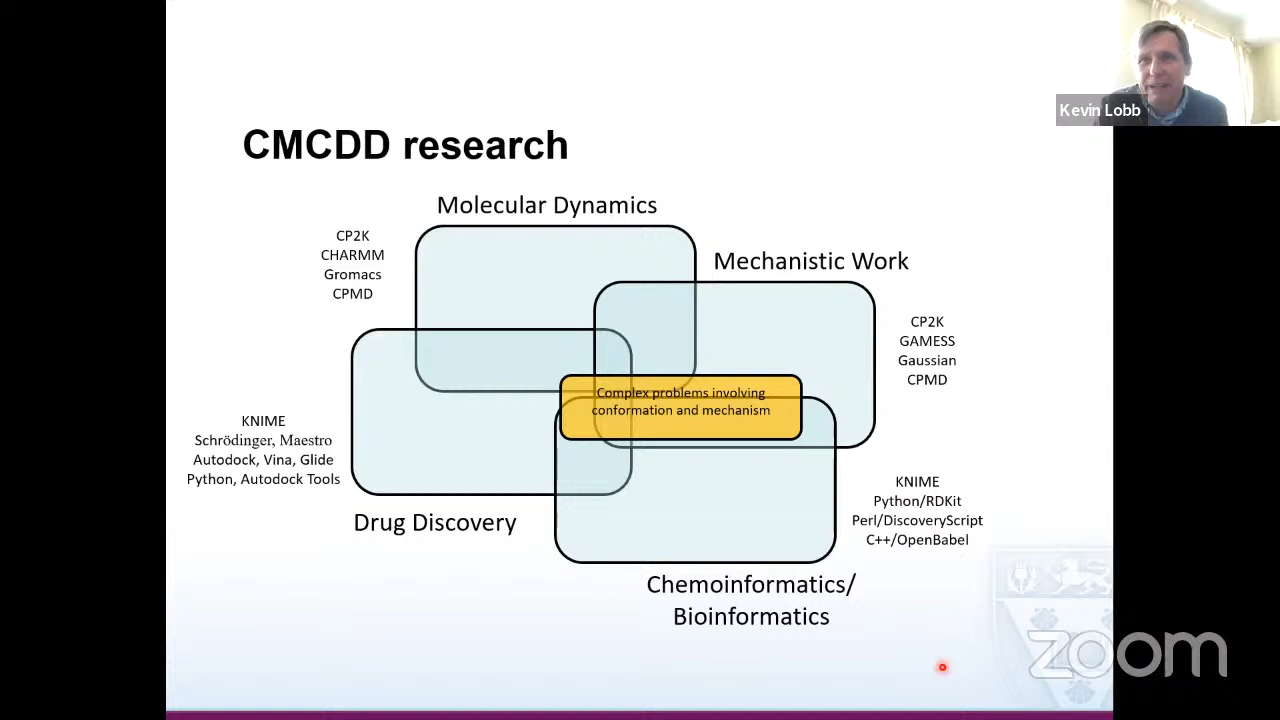 Kevin Lobb
CMCDD research
Molecular Dynamics
CP2K
CHARMM
Gromacs
CPMD
Mechanistic Work
CP2K
GAMESS
Gaussian
CPMD
Complex problems involving
conformation and mechanism
KNIME
Schrödinger, Maestro
Autodock, Vina, Glide
Python, Autodock Tools
Drug Discovery
KNIME
Python/RDKit
Perl/DiscoveryScript
C++/OpenBabel
Chemoinformatics/
Bioinformatics
zoom